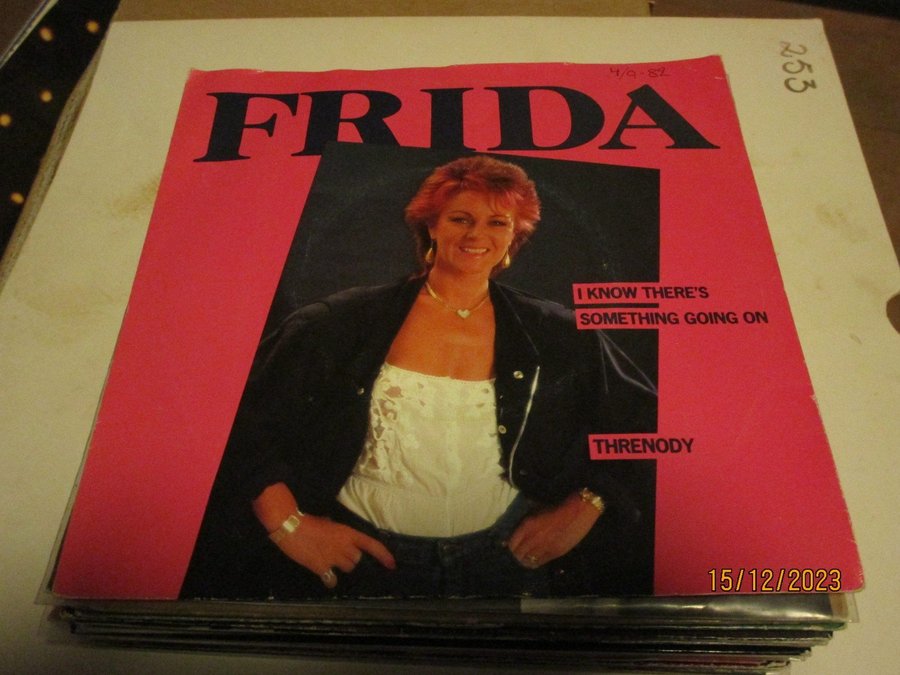 253
4/9-82
FRIDA
I KNOW THERE'S
SOMETHING GOING ON
THRENODY
15/12/2023